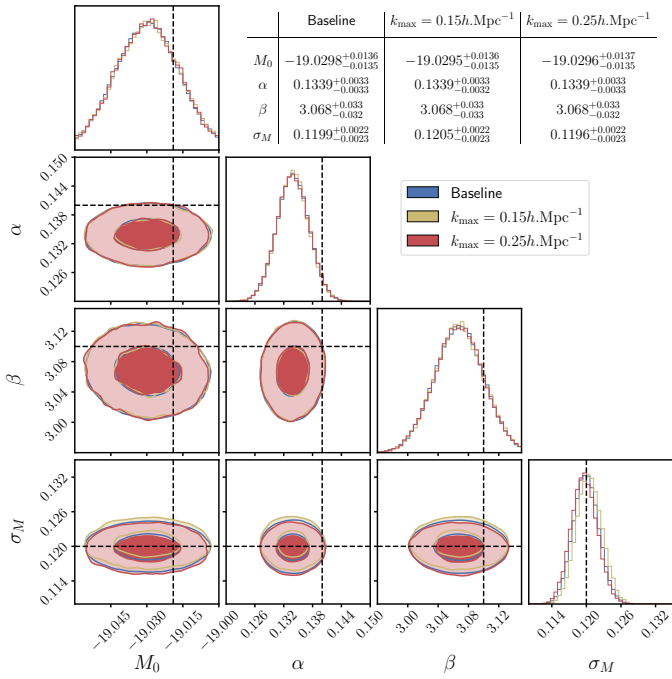 Baseline k_max = 0.15h.Mpc⁻¹ k_max = 0.25h.Mpc⁻¹
M₀ −19.0298^{+0.0136}_{−0.0135} −19.0295^{+0.0136}_{−0.0135} −19.0296^{+0.0137}_{−0.0135}
α 0.1339^{+0.0033}_{−0.0033} 0.1339^{+0.0033}_{−0.0032} 0.1339^{+0.0033}_{−0.0033}
β 3.068^{+0.033}_{−0.032} 3.068^{+0.033}_{−0.033} 3.068^{+0.033}_{−0.032}
σ_M 0.1199^{+0.0022}_{−0.0023} 0.1205^{+0.0022}_{−0.0023} 0.1196^{+0.0022}_{−0.0023}
Baseline
k_max = 0.15h.Mpc⁻¹
k_max = 0.25h.Mpc⁻¹
α
0.150
0.144
0.138
0.132
0.126
β
3.12
3.08
3.04
3.00
σ_M
0.132
0.126
0.120
0.114
−19.045 −19.030 −19.015 −19.000
0.126 0.132 0.138 0.144 0.150
3.00 3.04 3.08 3.12
0.114 0.120 0.126 0.132
M₀ α β σ_M